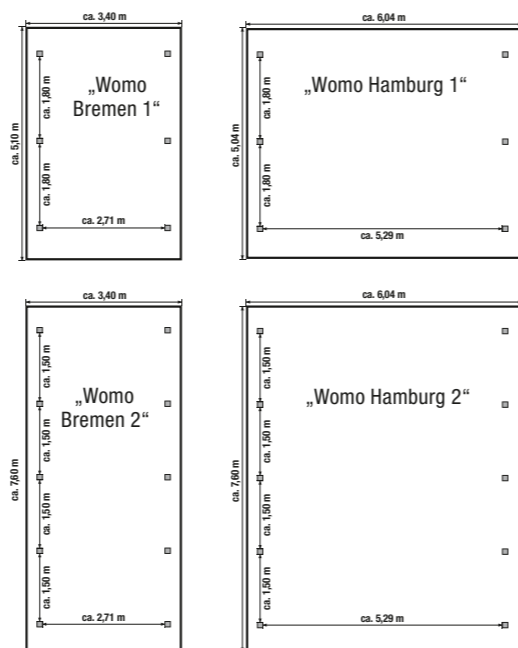 ca. 3,40 m
ca. 5,10 m
ca. 1,80 m
ca. 1,80 m
„Womo
Bremen 1“
ca. 2,71 m
ca. 6,04 m
ca. 5,04 m
ca. 1,80 m
ca. 1,80 m
„Womo Hamburg 1“
ca. 5,29 m
ca. 3,40 m
ca. 7,60 m
ca. 1,50 m
ca. 1,50 m
ca. 1,50 m
ca. 1,50 m
„Womo
Bremen 2“
ca. 2,71 m
ca. 6,04 m
ca. 7,60 m
ca. 1,50 m
ca. 1,50 m
ca. 1,50 m
ca. 1,50 m
„Womo Hamburg 2“
ca. 5,29 m